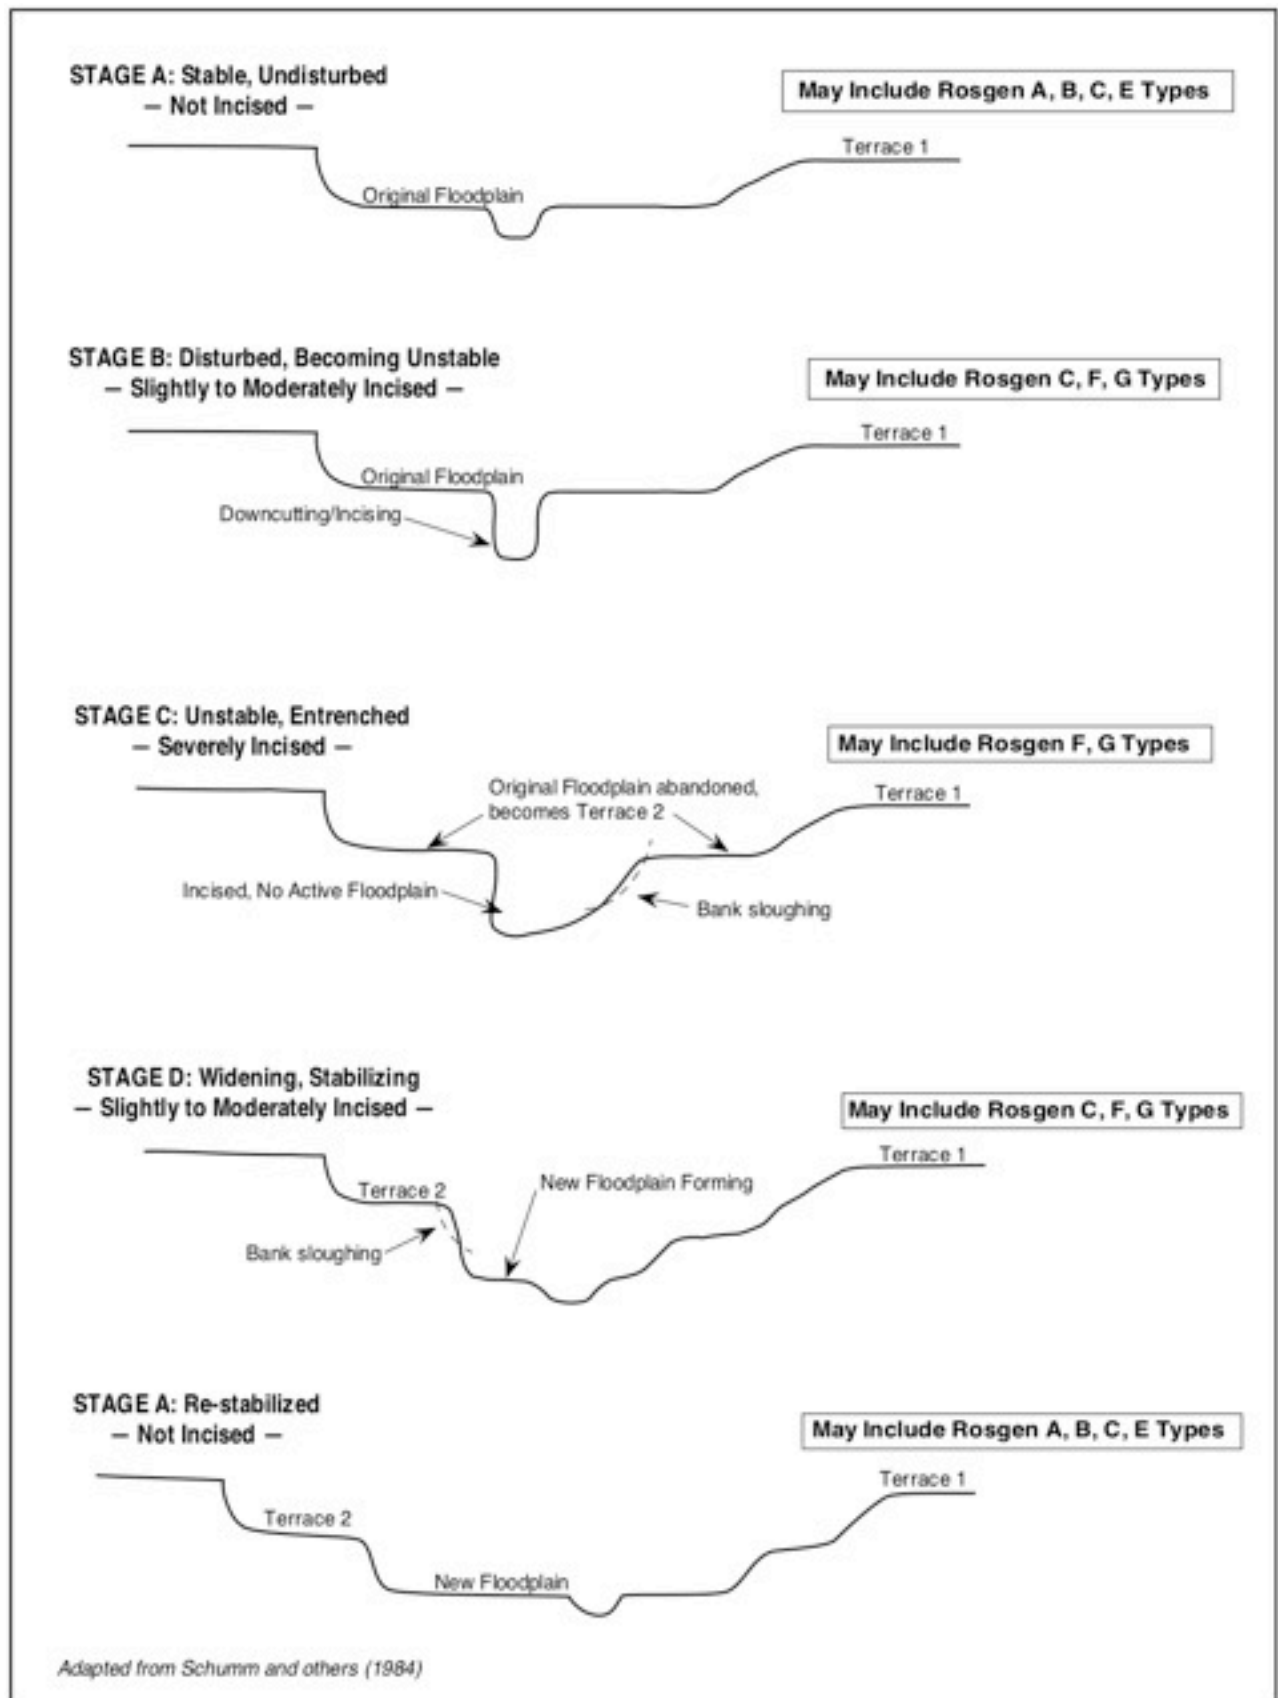 STAGE A: Stable, Undisturbed
— Not Incised —
May Include Rosgen A, B, C, E Types
Terrace 1
Original Floodplain
STAGE B: Disturbed, Becoming Unstable
— Slightly to Moderately Incised —
May Include Rosgen C, F, G Types
Terrace 1
Original Floodplain
Downcutting/Incising
STAGE C: Unstable, Entrenched
— Severely Incised —
May Include Rosgen F, G Types
Original Floodplain abandoned,
becomes Terrace 2
Terrace 1
Incised, No Active Floodplain
Bank sloughing
STAGE D: Widening, Stabilizing
— Slightly to Moderately Incised —
May Include Rosgen C, F, G Types
Terrace 1
Terrace 2
New Floodplain Forming
Bank sloughing
STAGE A: Re-stabilized
— Not Incised —
May Include Rosgen A, B, C, E Types
Terrace 1
Terrace 2
New Floodplain
Adapted from Schumm and others (1984)